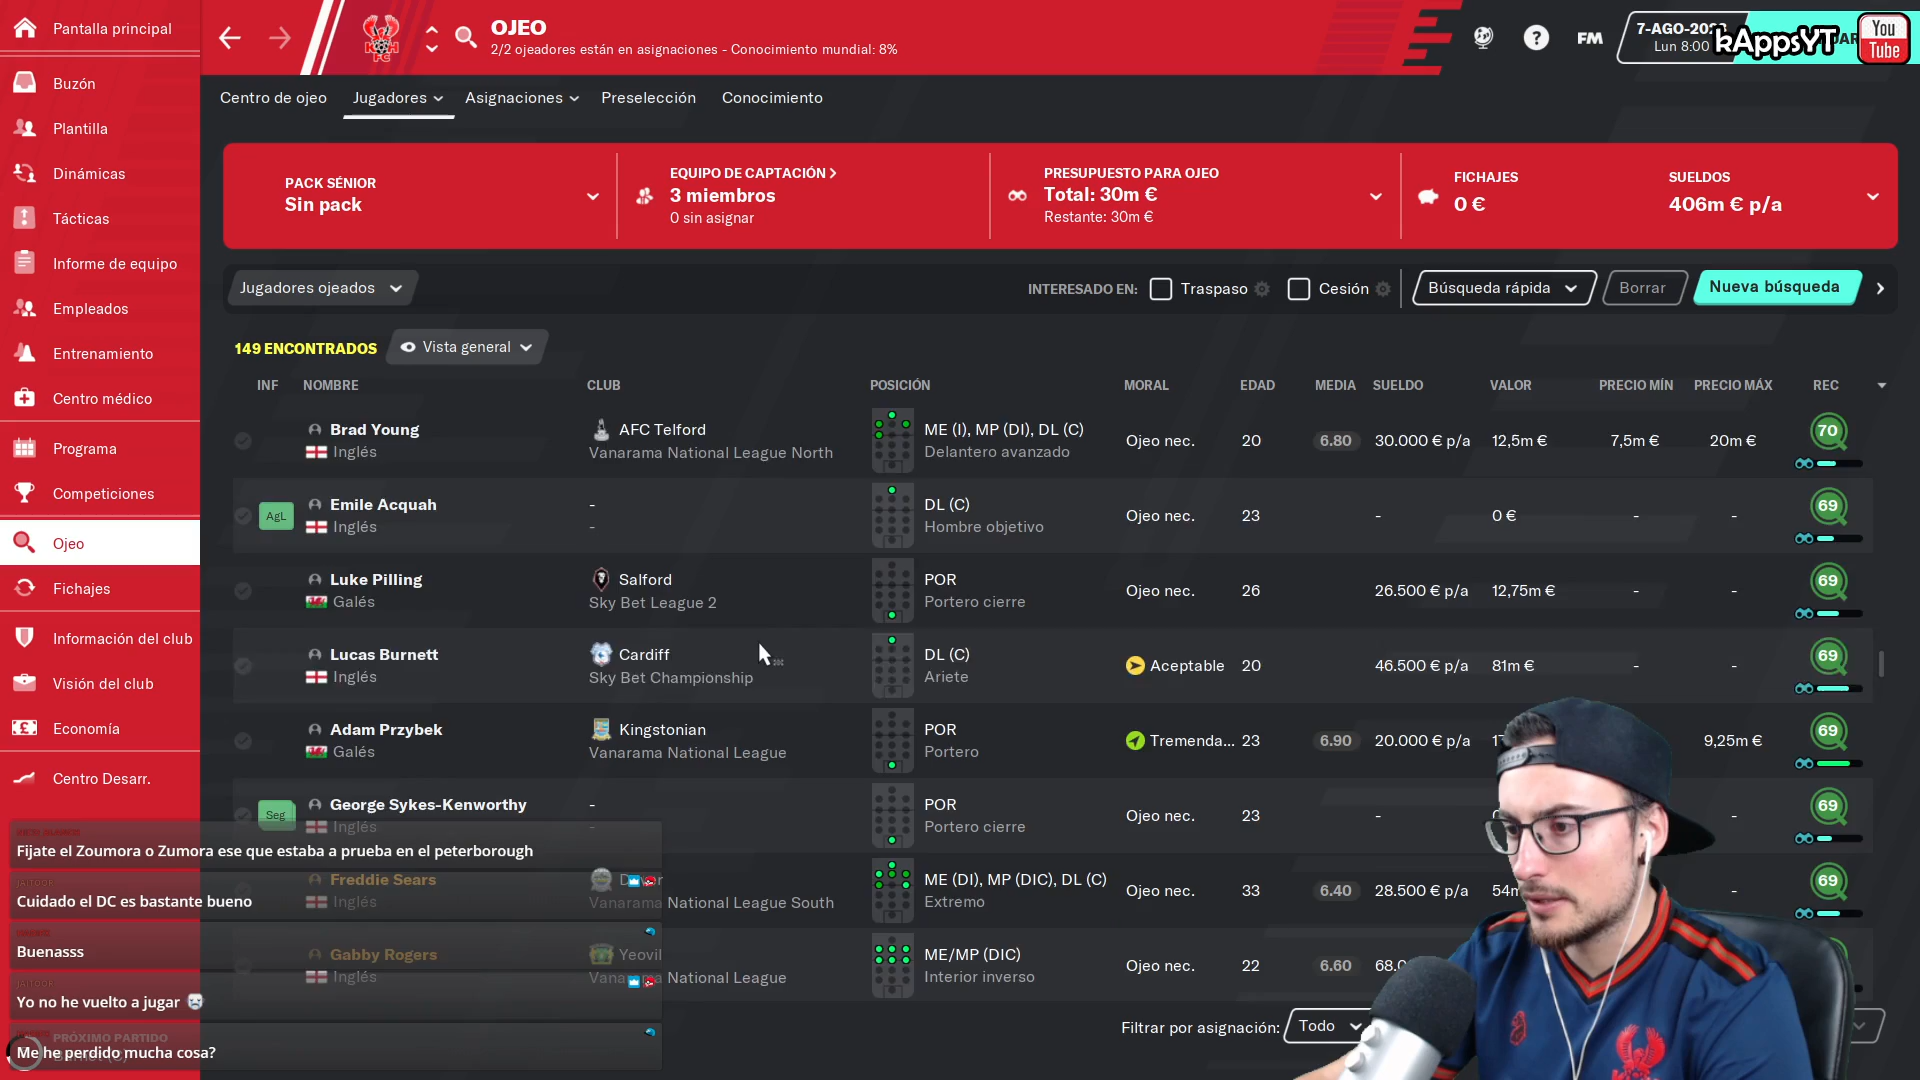 Pantalla principal
Buzón
Plantilla
Dinámicas
Tácticas
Informe de equipo
Empleados
Entrenamiento
Centro médico
Programa
Competiciones
Ojeo
Fichajes
Información del club
Visión del club
Economía
Centro Desarr.
PRÓXIMO PARTIDO
OJEO
2/2 ojeadores están en asignaciones - Conocimiento mundial: 8%
FM
Lun 8:00
kAppsYT
You
Tube
Centro de ojeo
Jugadores
Asignaciones
Preselección
Conocimiento
PACK SÉNIOR
Sin pack
EQUIPO DE CAPTACIÓN
3 miembros
0 sin asignar
PRESUPUESTO PARA OJEO
Total: 30m €
Restante: 30m €
FICHAJES
0 €
SUELDOS
406m € p/a
Jugadores ojeados
INTERESADO EN:
Traspaso
Cesión
Búsqueda rápida
Borrar
Nueva búsqueda
149 ENCONTRADOS
Vista general
INF NOMBRE CLUB POSICIÓN MORAL EDAD MEDIA SUELDO VALOR PRECIO MÍN PRECIO MÁX REC
Brad Young AFC Telford ME (I), MP (DI), DL (C)
Inglés Vanarama National League North Delantero avanzado
Ojeo nec. 20 6.80 30.000 € p/a 12,5m € 7,5m € 20m € 70
AgL Emile Acquah - DL (C)
Inglés - Hombre objetivo
Ojeo nec. 23 - 0 € - - 69
Luke Pilling Salford POR
Galés Sky Bet League 2 Portero cierre
Ojeo nec. 26 26.500 € p/a 12,75m € - - 69
Lucas Burnett Cardiff DL (C)
Inglés Sky Bet Championship Ariete
Aceptable 20 46.500 € p/a 81m € - - 69
Adam Przybek Kingstonian POR
Galés Vanarama National League Portero
Tremenda... 23 6.90 20.000 € p/a 9,25m € 69
Seg George Sykes-Kenworthy - POR
Inglés - Portero cierre
Ojeo nec. 23 - - 69
Freddie Sears ME (DI), MP (DIC), DL (C)
Inglés Vanarama National League South Extremo
Ojeo nec. 33 6.40 28.500 € p/a - 69
Gabby Rogers Yeovil ME/MP (DIC)
Inglés Vanarama National League Interior inverso
Ojeo nec. 22 6.60
Filtrar por asignación: Todo
Fijate el Zoumora o Zumora ese que estaba a prueba en el peterborough
Cuidado el DC es bastante bueno
Buenasss
Yo no he vuelto a jugar
Me he perdido mucha cosa?